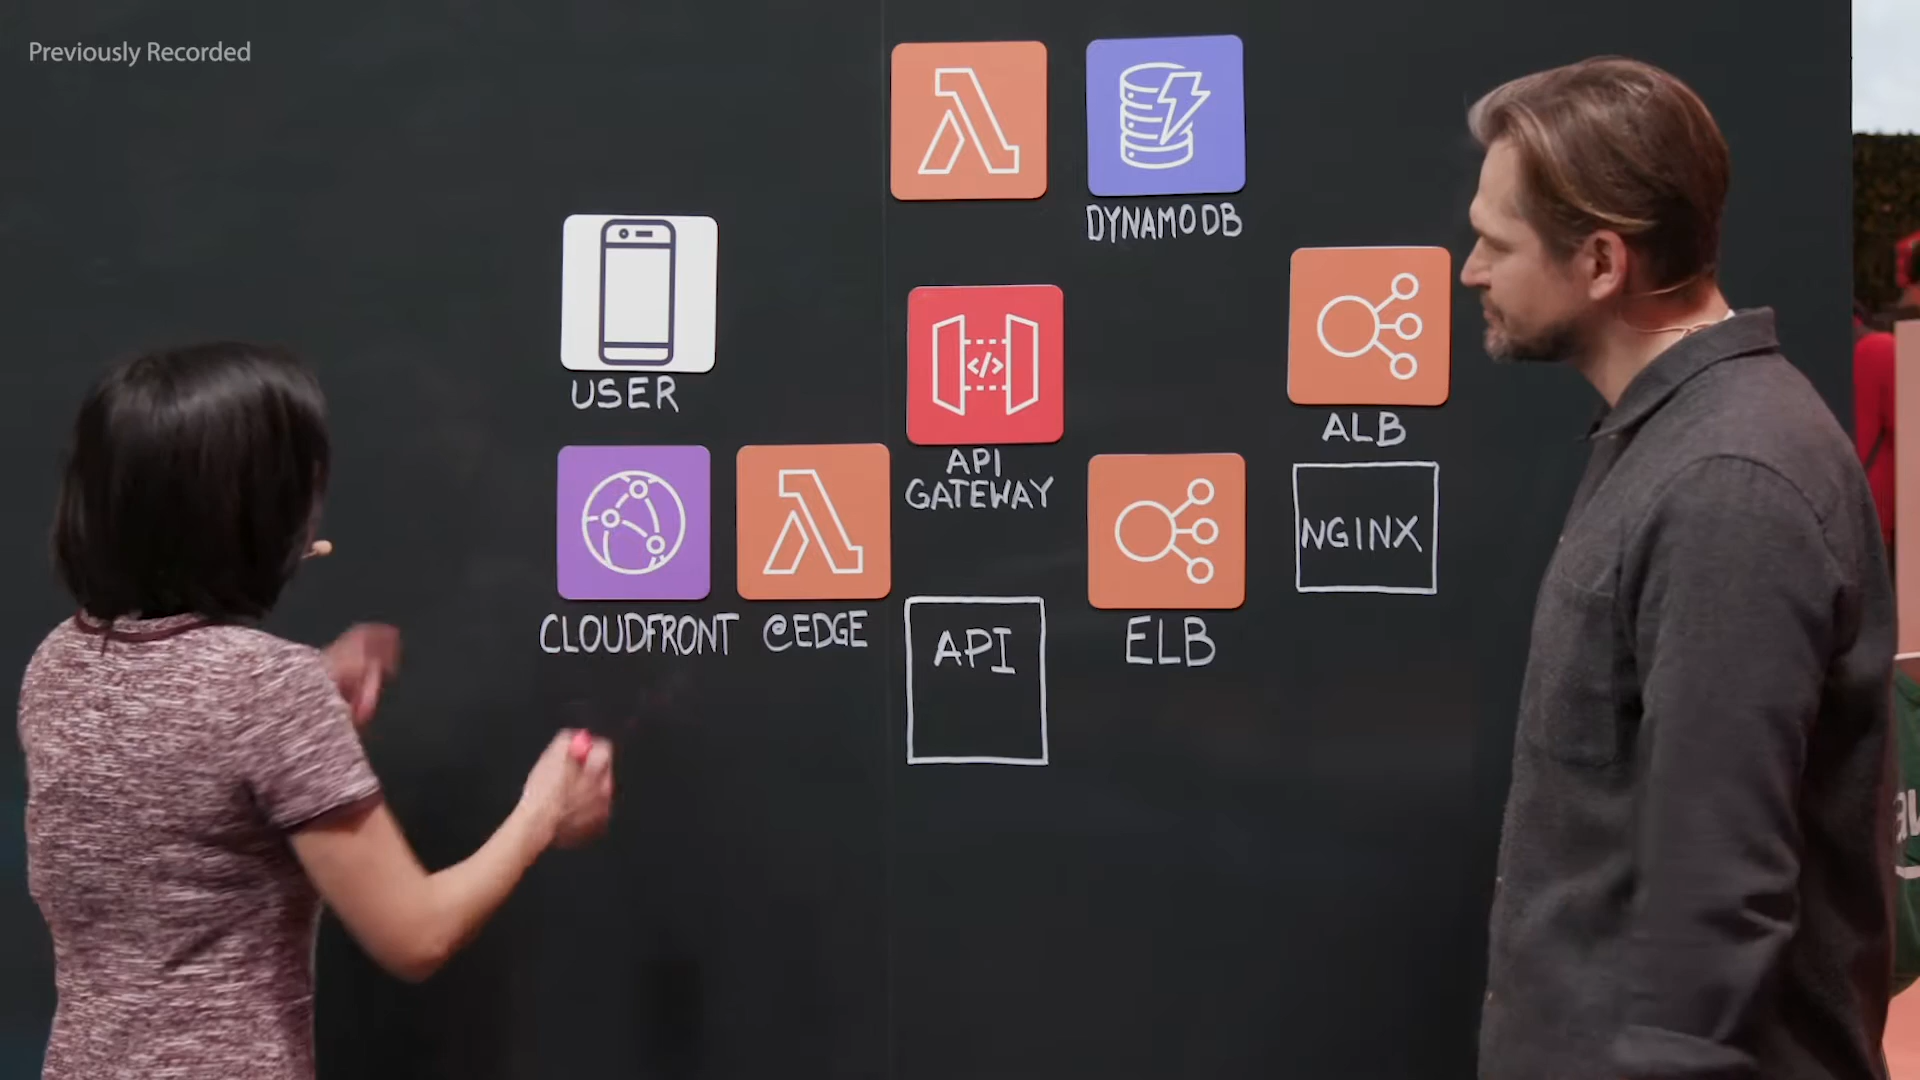 Previously Recorded
DYNAMODB
USER
</>
ALB
API
GATEWAY
NGINX
CLOUDFRONT
@EDGE
API
ELB